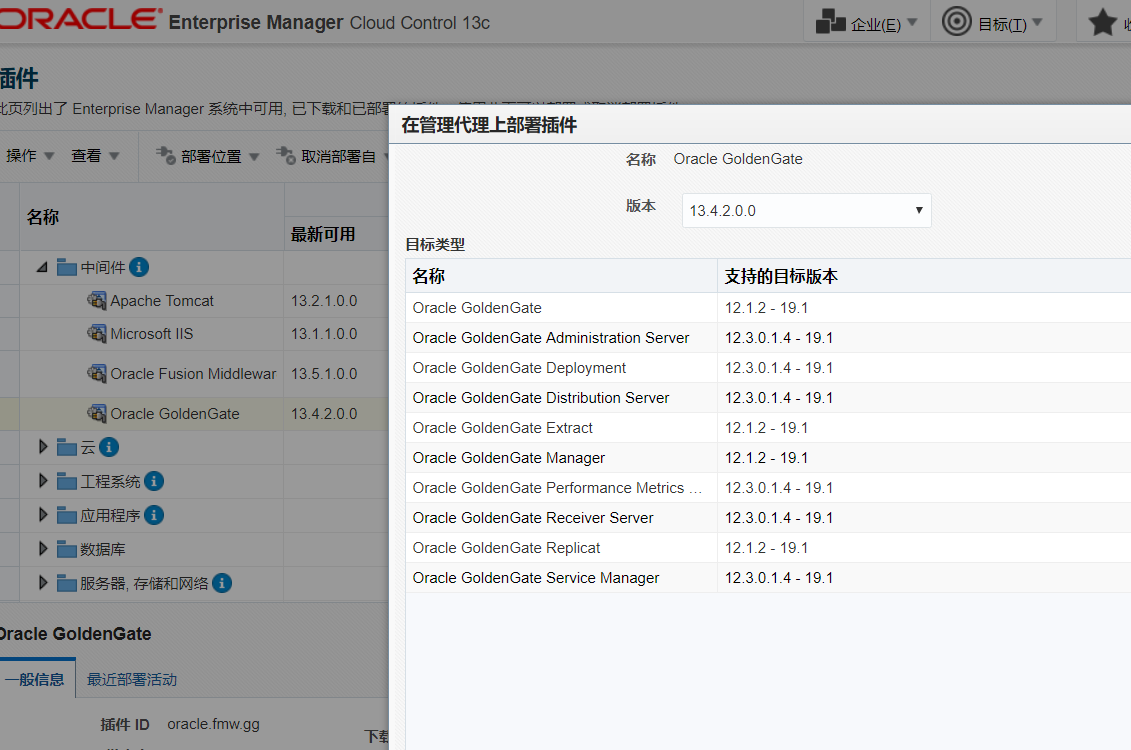 ORACLE Enterprise Manager Cloud Control 13c 企业(E) 目标(T)
插件
此页列出了 Enterprise Manager 系统中可用, 已下载和已部署
操作 查看 部署位置 取消部署自
名称
最新可用
中间件
Apache Tomcat 13.2.1.0.0
Microsoft IIS 13.1.1.0.0
Oracle Fusion Middlewar 13.5.1.0.0
Oracle GoldenGate 13.4.2.0.0
云
工程系统
应用程序
数据库
服务器, 存储和网络
Oracle GoldenGate
一般信息 最近部署活动
插件 ID oracle.fmw.gg
下载
在管理代理上部署插件
名称 Oracle GoldenGate
版本 13.4.2.0.0
目标类型
名称 支持的目标版本
Oracle GoldenGate 12.1.2 - 19.1
Oracle GoldenGate Administration Server 12.3.0.1.4 - 19.1
Oracle GoldenGate Deployment 12.3.0.1.4 - 19.1
Oracle GoldenGate Distribution Server 12.3.0.1.4 - 19.1
Oracle GoldenGate Extract 12.1.2 - 19.1
Oracle GoldenGate Manager 12.1.2 - 19.1
Oracle GoldenGate Performance Metrics ... 12.3.0.1.4 - 19.1
Oracle GoldenGate Receiver Server 12.3.0.1.4 - 19.1
Oracle GoldenGate Replicat 12.1.2 - 19.1
Oracle GoldenGate Service Manager 12.3.0.1.4 - 19.1